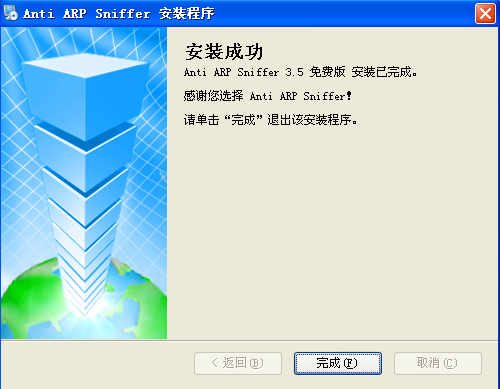 Anti ARP Sniffer 安装程序
安装成功
Anti ARP Sniffer 3.5 免费版 安装已完成。
感谢您选择 Anti ARP Sniffer!
请单击“完成”退出该安装程序。
< 返回(B)
完成(F)
取消(C)